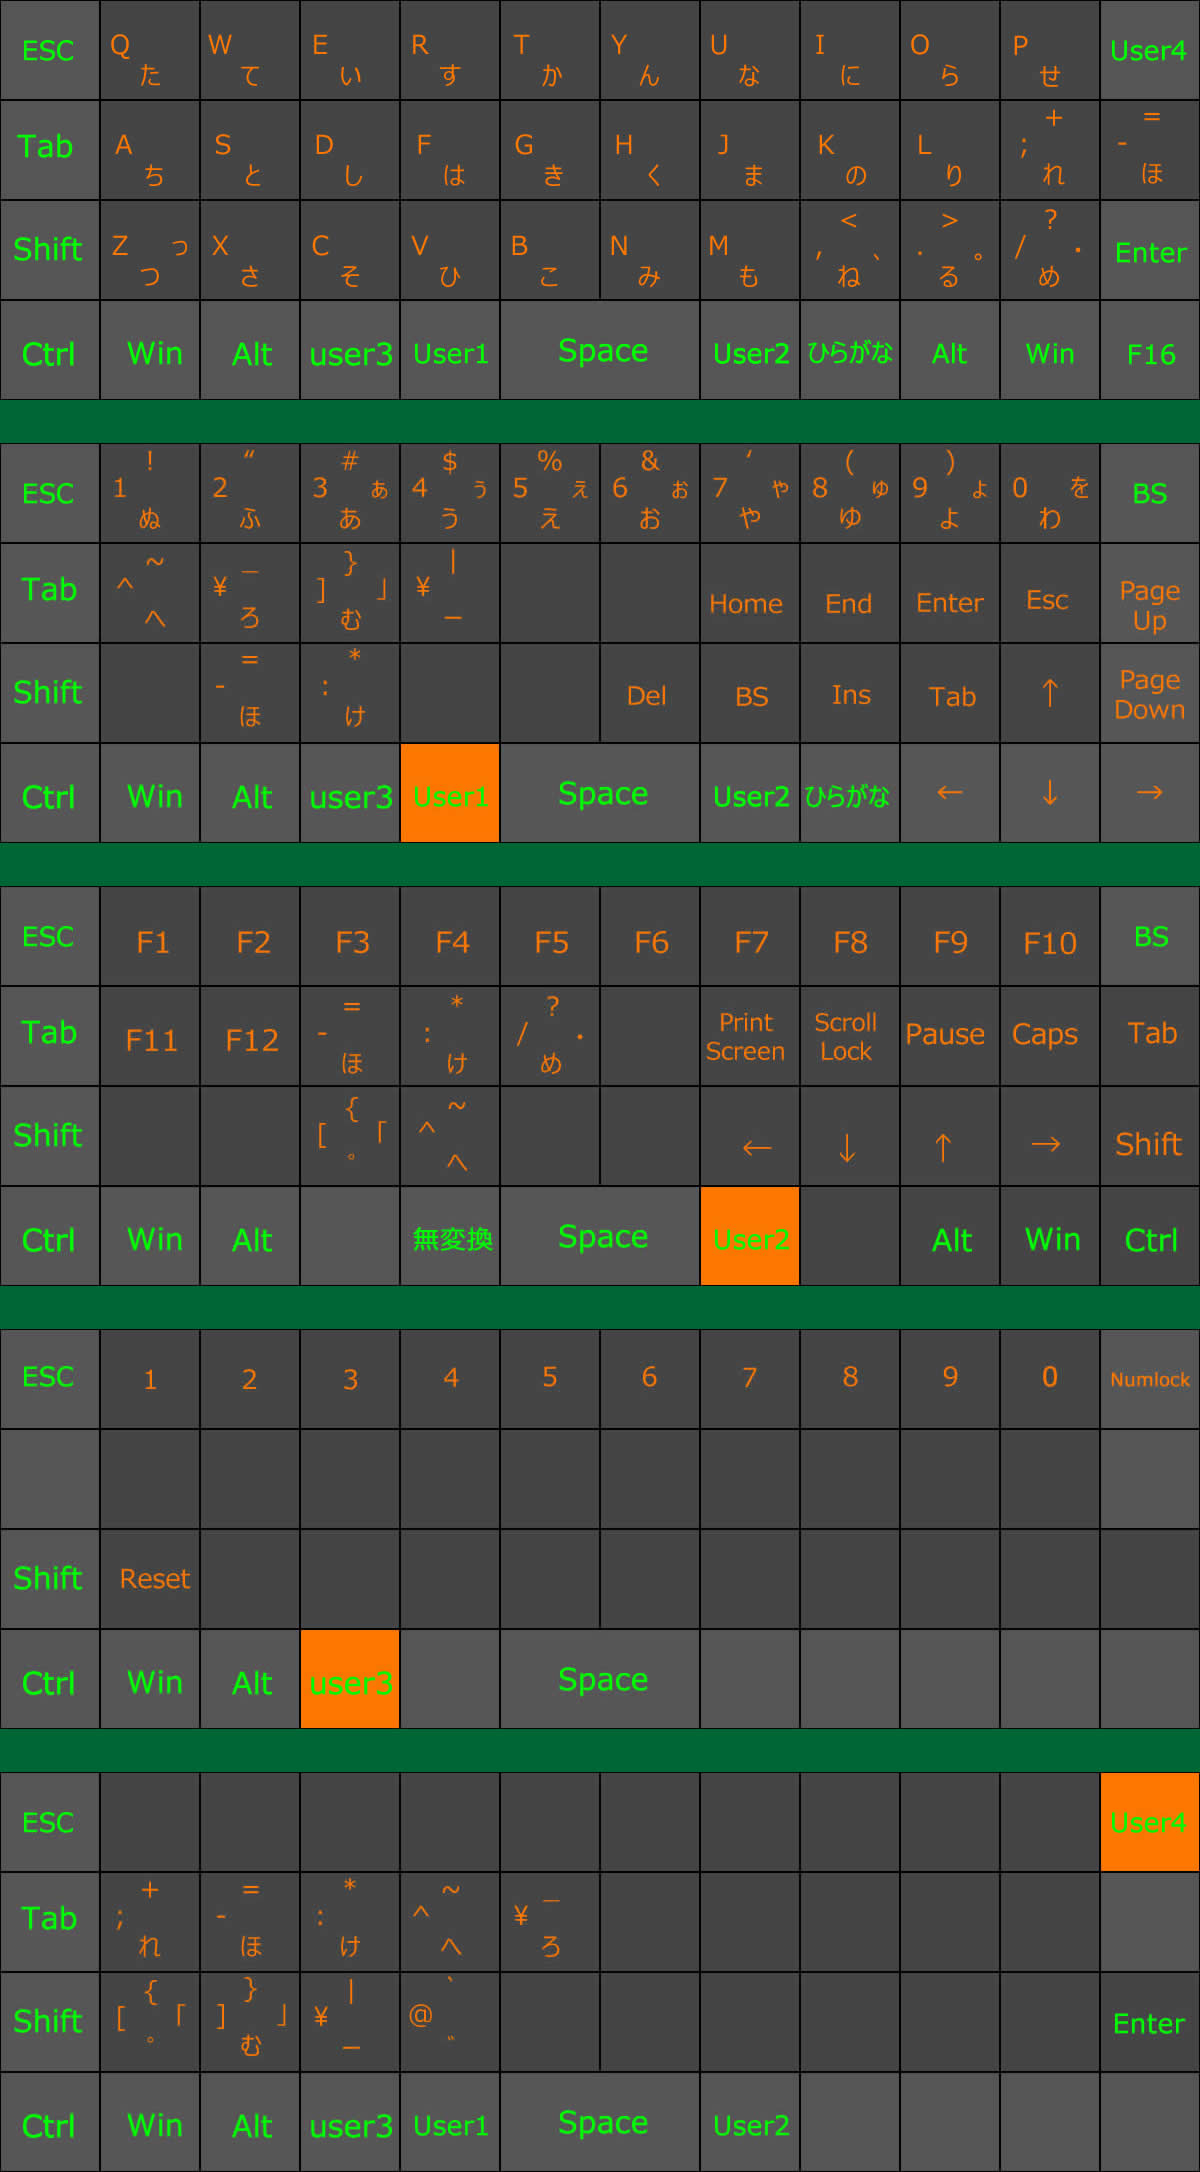 ESC Q た W て E い R す T か Y ん U な I に O ら P せ User4
Tab A ち S と D し F は G き H く J ま K の L り + ; れ = - ほ
Shift Z っ つ X さ C そ V ひ B こ N み M も < , 、 ね > . 。 る ? / ・ め Enter
Ctrl Win Alt user3 User1 Space User2 ひらがな Alt Win F16
ESC ! 1 ぬ “ 2 ふ # 3 ぁ あ $ 4 ぅ う % 5 ぇ え & 6 ぉ お ‘ 7 ゃ や ( 8 ゅ ゆ ) 9 ょ よ 0 を わ BS
Tab ~ ^ へ _ ¥ ろ } ] 」 む | ¥ ー Home End Enter Esc Page Up
Shift = - ほ * : け Del BS Ins Tab ↑ Page Down
Ctrl Win Alt user3 User1 Space User2 ひらがな ← ↓ →
ESC F1 F2 F3 F4 F5 F6 F7 F8 F9 F10 BS
Tab F11 F12 = - ほ * : け ? / ・ め Print Screen Scroll Lock Pause Caps Tab
Shift { [ 「 ° ~ ^ へ ← ↓ ↑ → Shift
Ctrl Win Alt 無変換 Space User2 Alt Win Ctrl
ESC 1 2 3 4 5 6 7 8 9 0 Numlock
Shift Reset
Ctrl Win Alt user3 Space
ESC User4
Tab + ; れ = - ほ * : け ~ ^ へ _ ¥ ろ
Shift { [ 「 ° } ] 」 む | ¥ ー ` @ ゛ Enter
Ctrl Win Alt user3 User1 Space User2